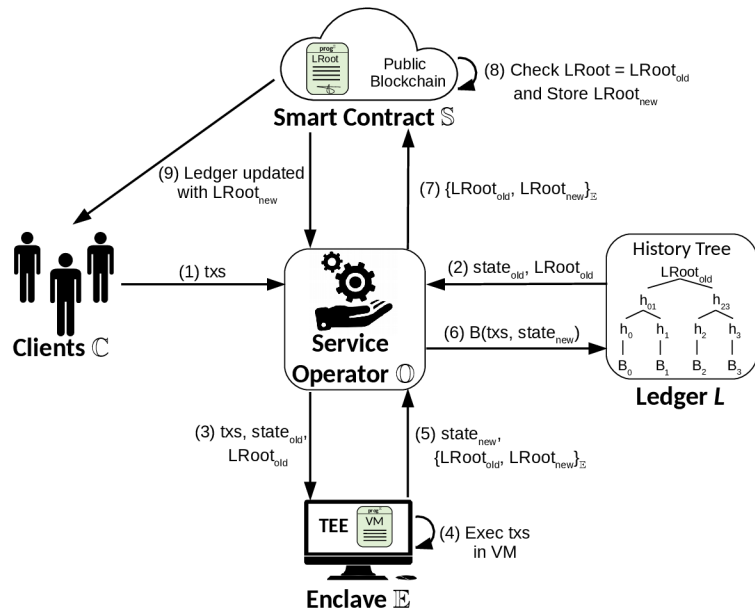 prog
LRoot
Public
Blockchain
(8) Check LRoot = LRoot_old
and Store LRoot_new
Smart Contract 𝕊
(9) Ledger updated
with LRoot_new
(7) {LRoot_old, LRoot_new}_𝔼
(1) txs
Clients ℂ
Service
Operator 𝕆
(2) state_old, LRoot_old
(6) B(txs, state_new)
History Tree
LRoot_old
h_01 h_23
h_0 h_1 h_2 h_3
B_0 B_1 B_2 B_3
Ledger L
(3) txs, state_old,
LRoot_old
(5) state_new,
{LRoot_old, LRoot_new}_𝔼
TEE
prog
VM
(4) Exec txs
in VM
Enclave 𝔼